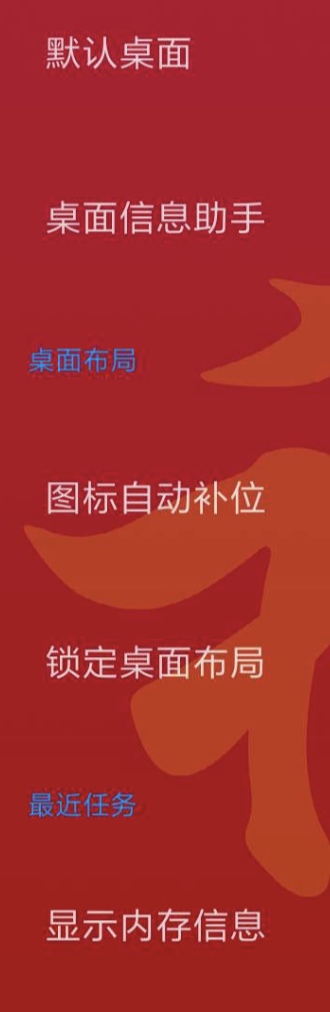 默认桌面
桌面信息助手
桌面布局
图标自动补位
锁定桌面布局
最近任务
显示内存信息